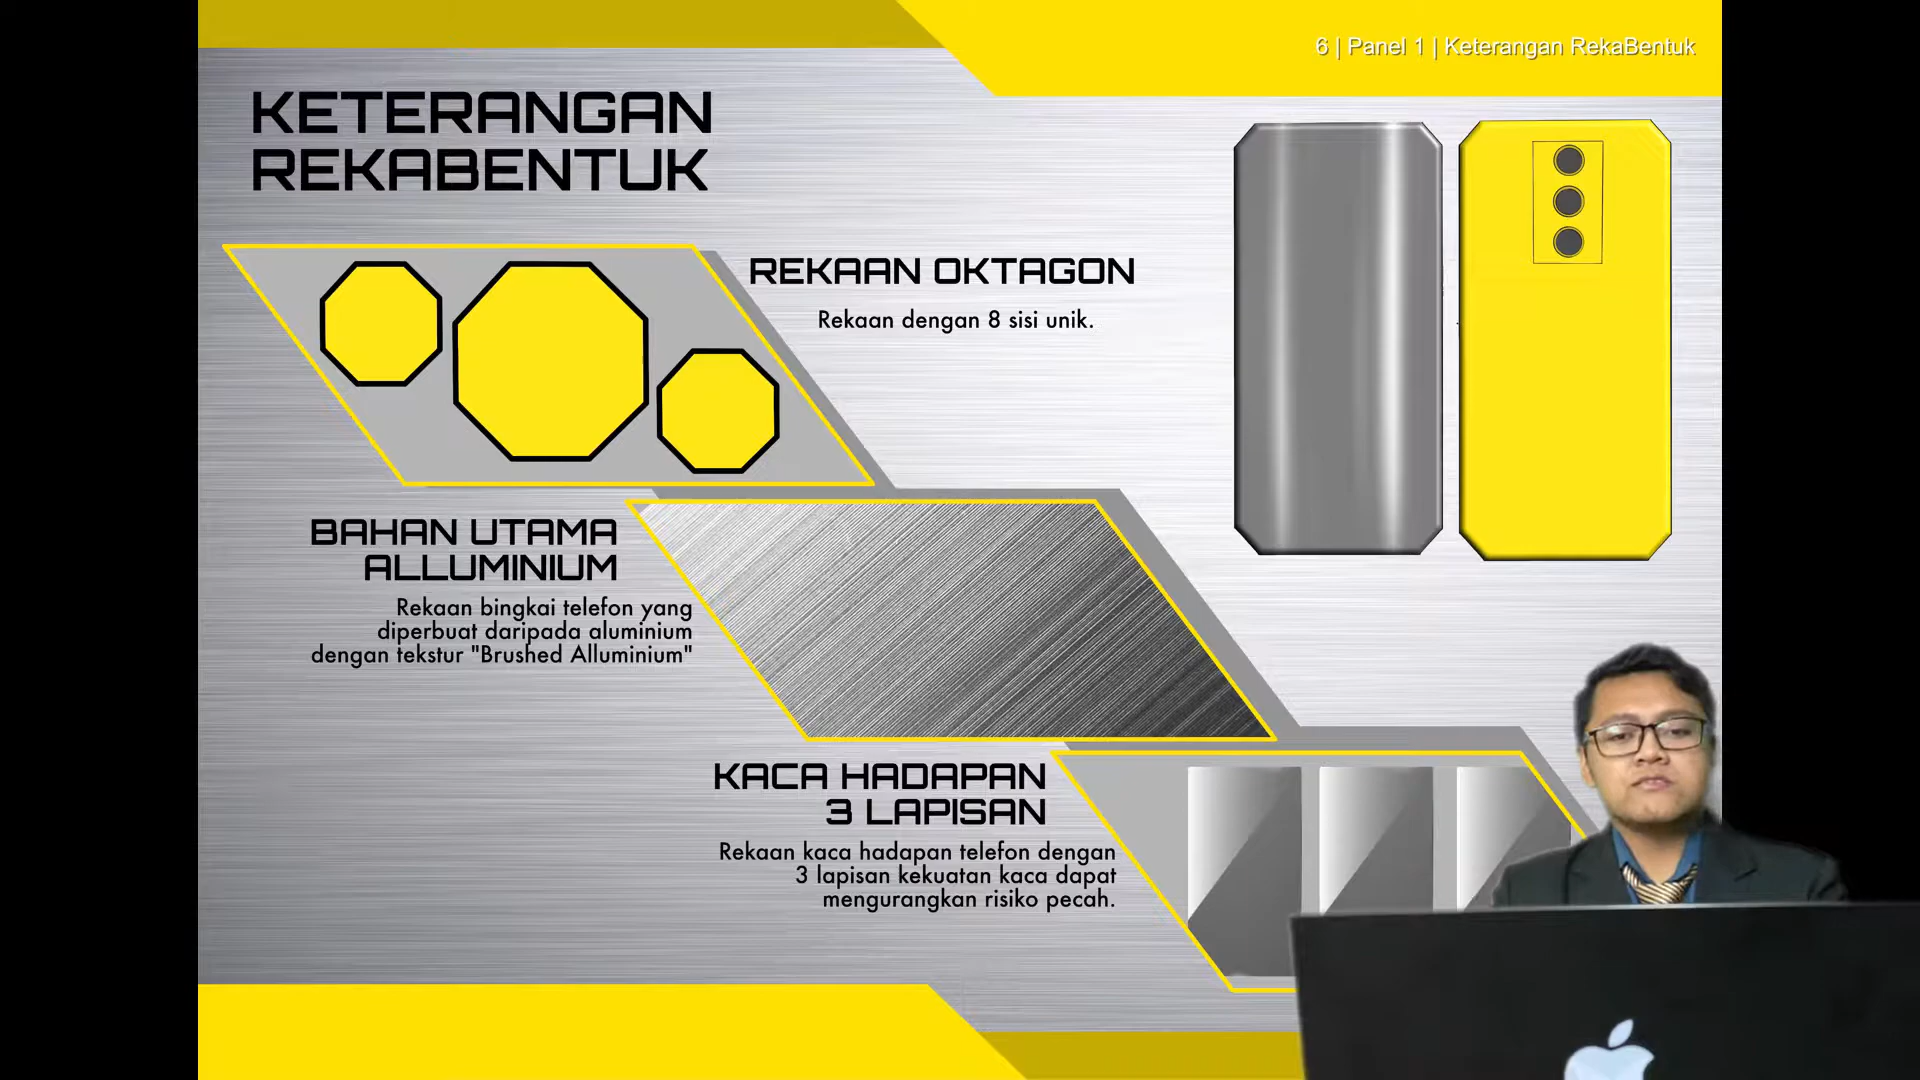 6 | Panel 1 | Keterangan RekaBentuk
KETERANGAN
REKABENTUK
REKAAN OKTAGON
Rekaan dengan 8 sisi unik.
BAHAN UTAMA
ALLUMINIUM
Rekaan bingkai telefon yang
diperbuat daripada aluminium
dengan tekstur "Brushed Alluminium"
KACA HADAPAN
3 LAPISAN
Rekaan kaca hadapan telefon dengan
3 lapisan kekuatan kaca dapat
mengurangkan risiko pecah.